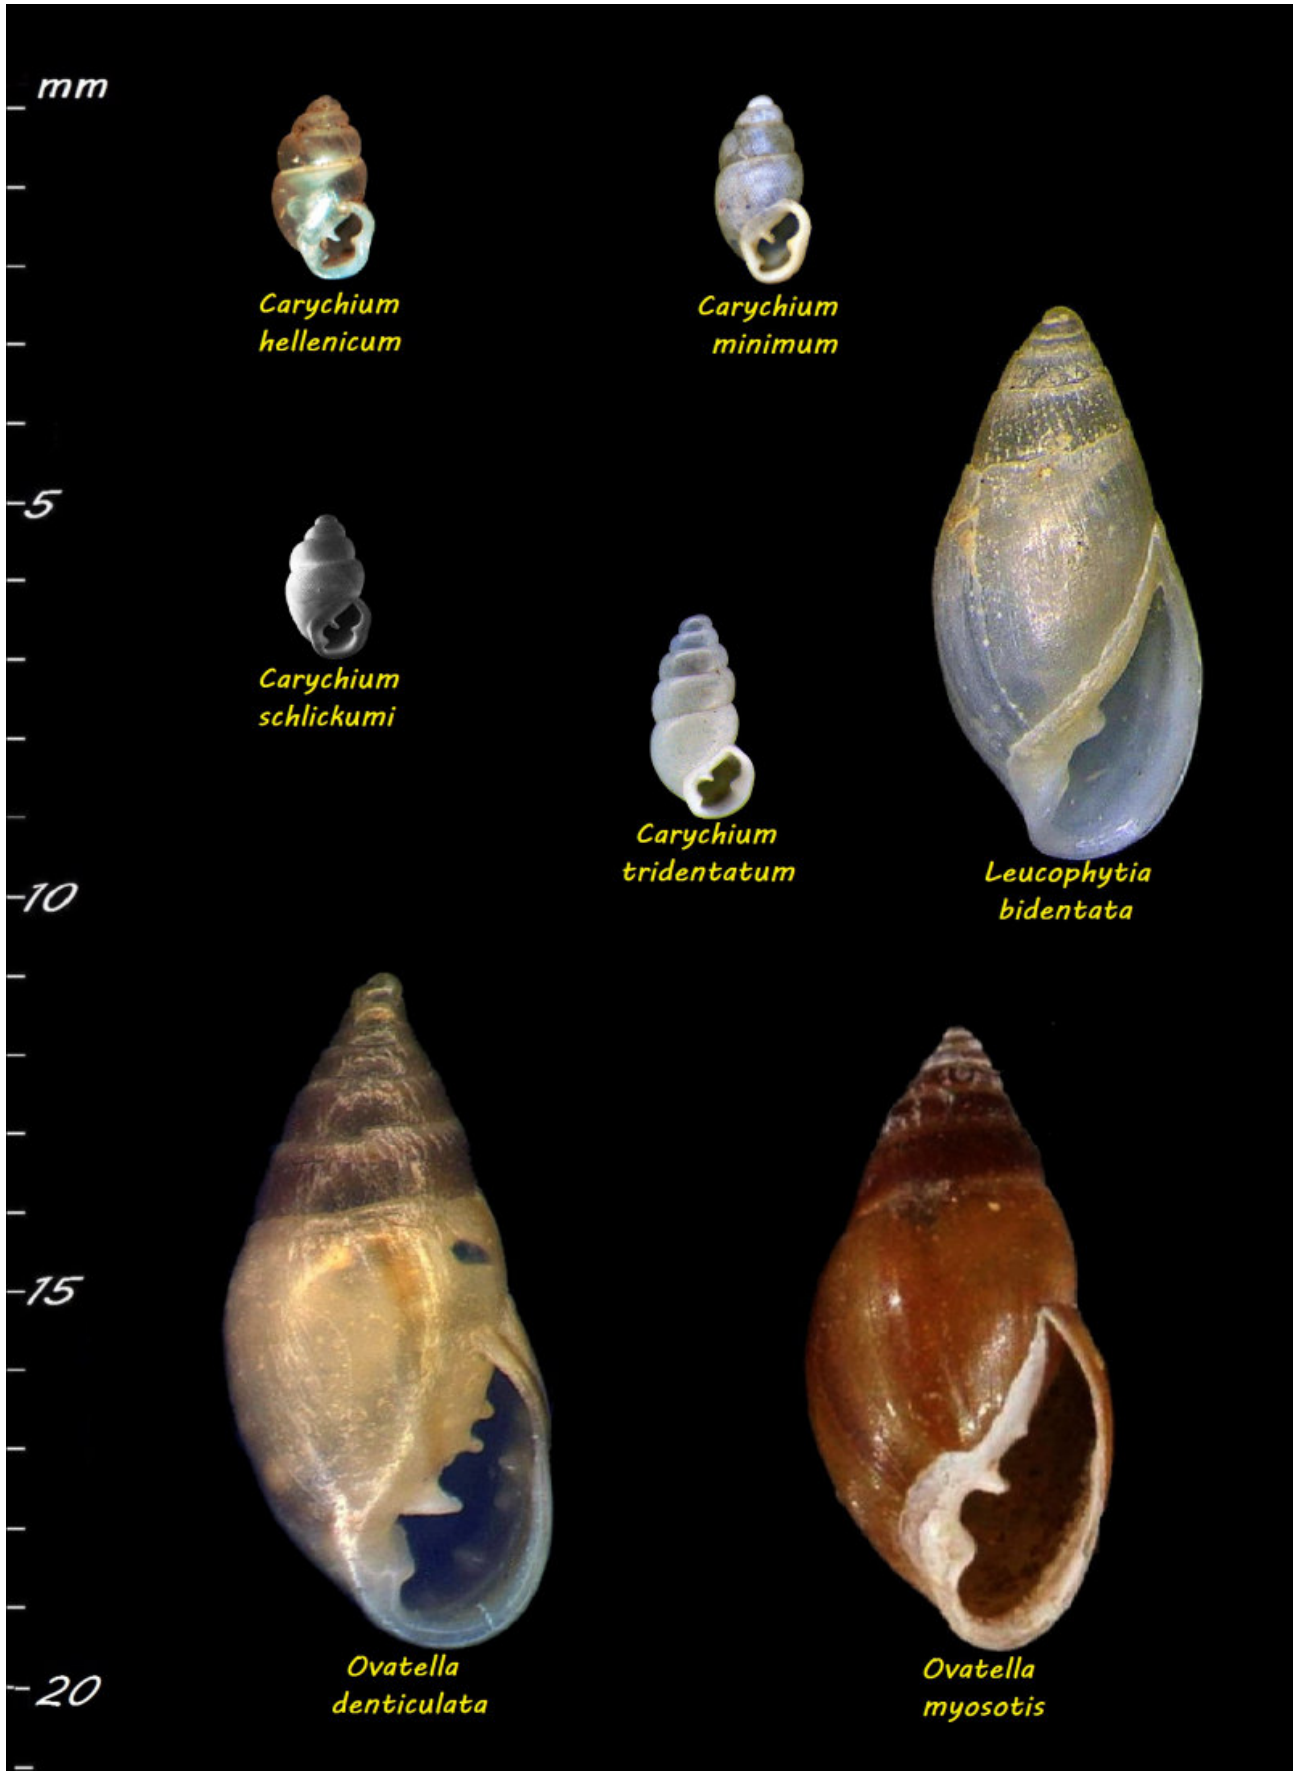 mm
Carychium
hellenicum
Carychium
minimum
5
Carychium
schlickumi
Carychium
tridentatum
Leucophytia
bidentata
10
15
Ovatella
denticulata
Ovatella
myosotis
20